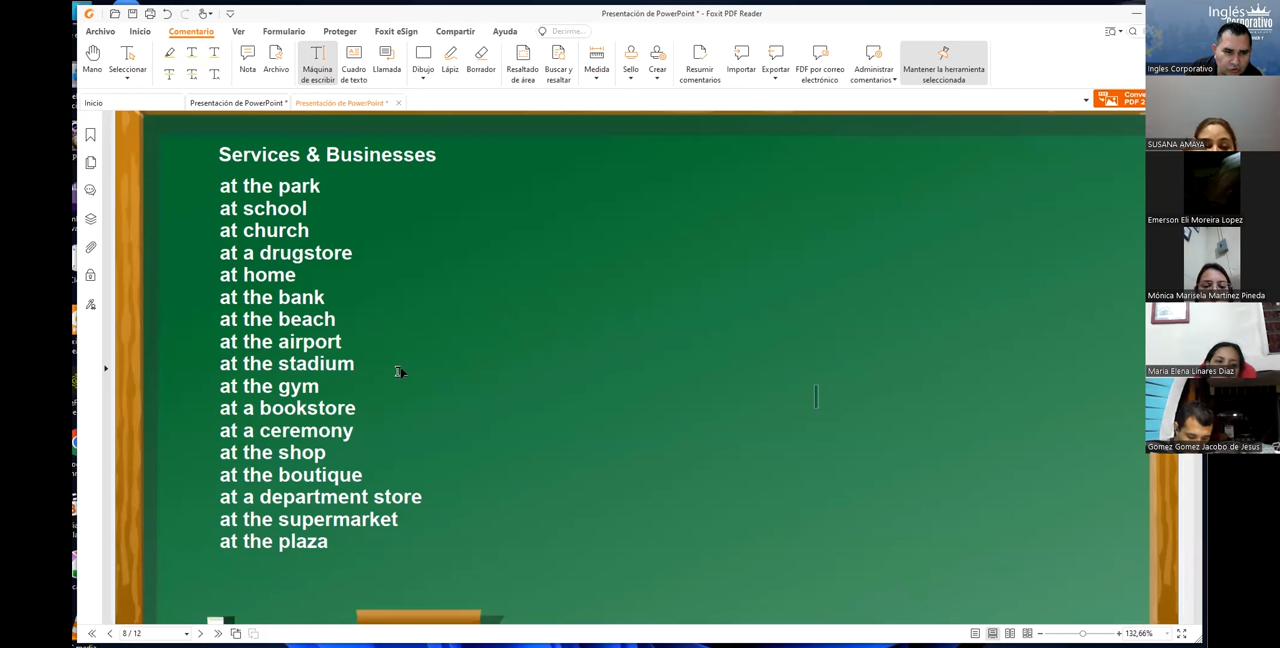 Presentación de PowerPoint * - Foxit PDF Reader
Archivo Inicio Comentario Ver Formulario Proteger Foxit eSign Compartir Ayuda Decirme...
Mano Seleccionar Nota Archivo Máquina de escribir Cuadro de texto Llamada Dibujo Lápiz Borrador Resaltado de área Buscar y resaltar Medida Sello Crear Resumir comentarios Importar Exportar FDF por correo electrónico Administrar comentarios Mantener la herramienta seleccionada
Inicio Presentación de PowerPoint * Presentación de PowerPoint *
PDF 2
Services & Businesses
at the park
at school
at church
at a drugstore
at home
at the bank
at the beach
at the airport
at the stadium
at the gym
at a bookstore
at a ceremony
at the shop
at the boutique
at a department store
at the supermarket
at the plaza
8 / 12
132,66%
Inglés
Corporativo
Ingles Corporativo
SUSANA AMAYA
Emerson Eli Moreira Lopez
Mónica Marisela Martínez Pineda
Maria Elena Linares Diaz
Gomez Gomez Jacobo de Jesus